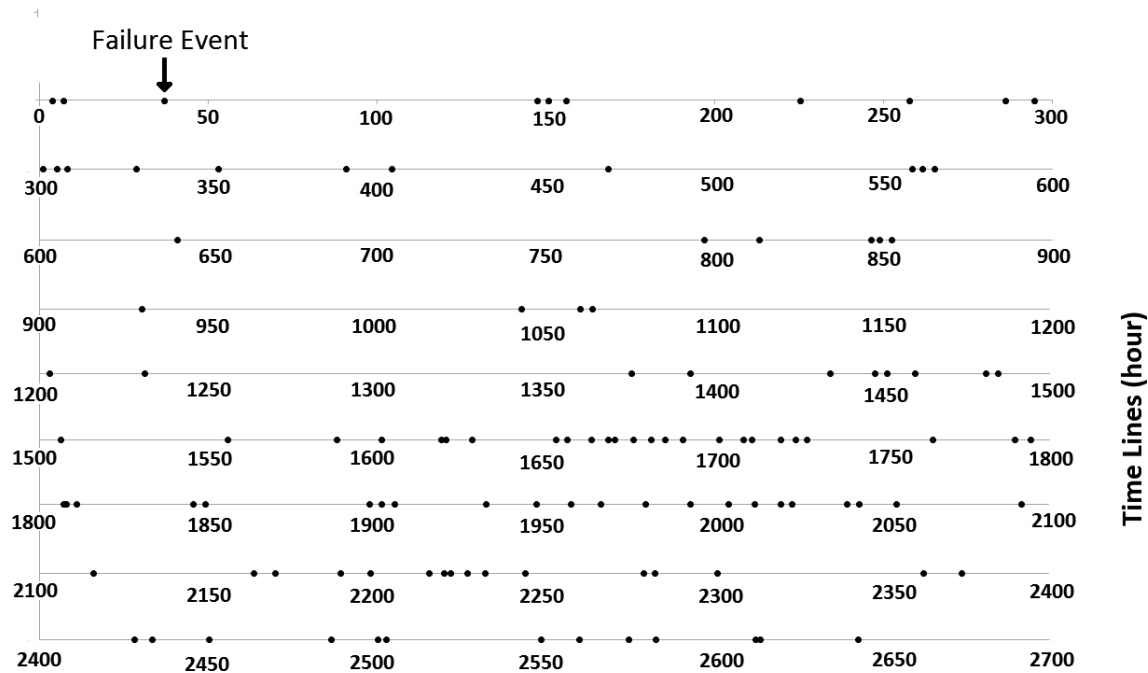 Failure Event
0 50 100 150 200 250 300
300 350 400 450 500 550 600
600 650 700 750 800 850 900
900 950 1000 1050 1100 1150 1200
1200 1250 1300 1350 1400 1450 1500
1500 1550 1600 1650 1700 1750 1800
1800 1850 1900 1950 2000 2050 2100
2100 2150 2200 2250 2300 2350 2400
2400 2450 2500 2550 2600 2650 2700
Time Lines (hour)